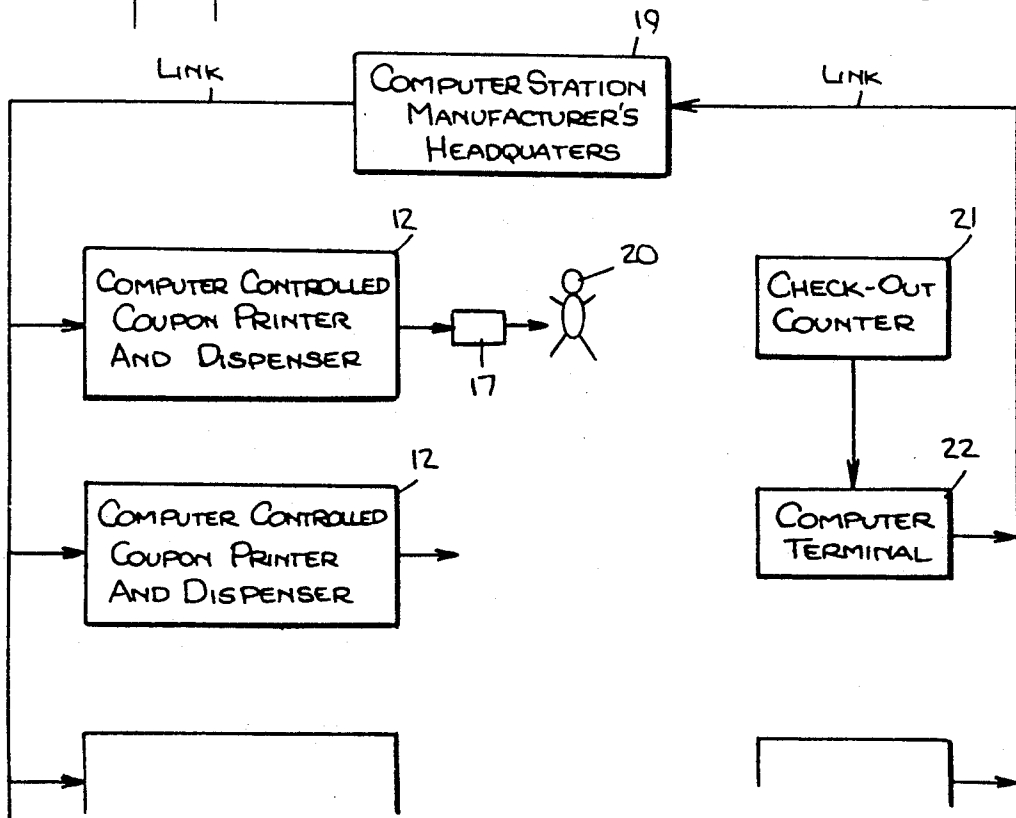 19
LINK
COMPUTER STATION
MANUFACTURER'S
HEADQUATERS
LINK
12
COMPUTER CONTROLLED
COUPON PRINTER
AND DISPENSER
17
20
21
CHECK-OUT
COUNTER
12
COMPUTER CONTROLLED
COUPON PRINTER
AND DISPENSER
22
COMPUTER
TERMINAL